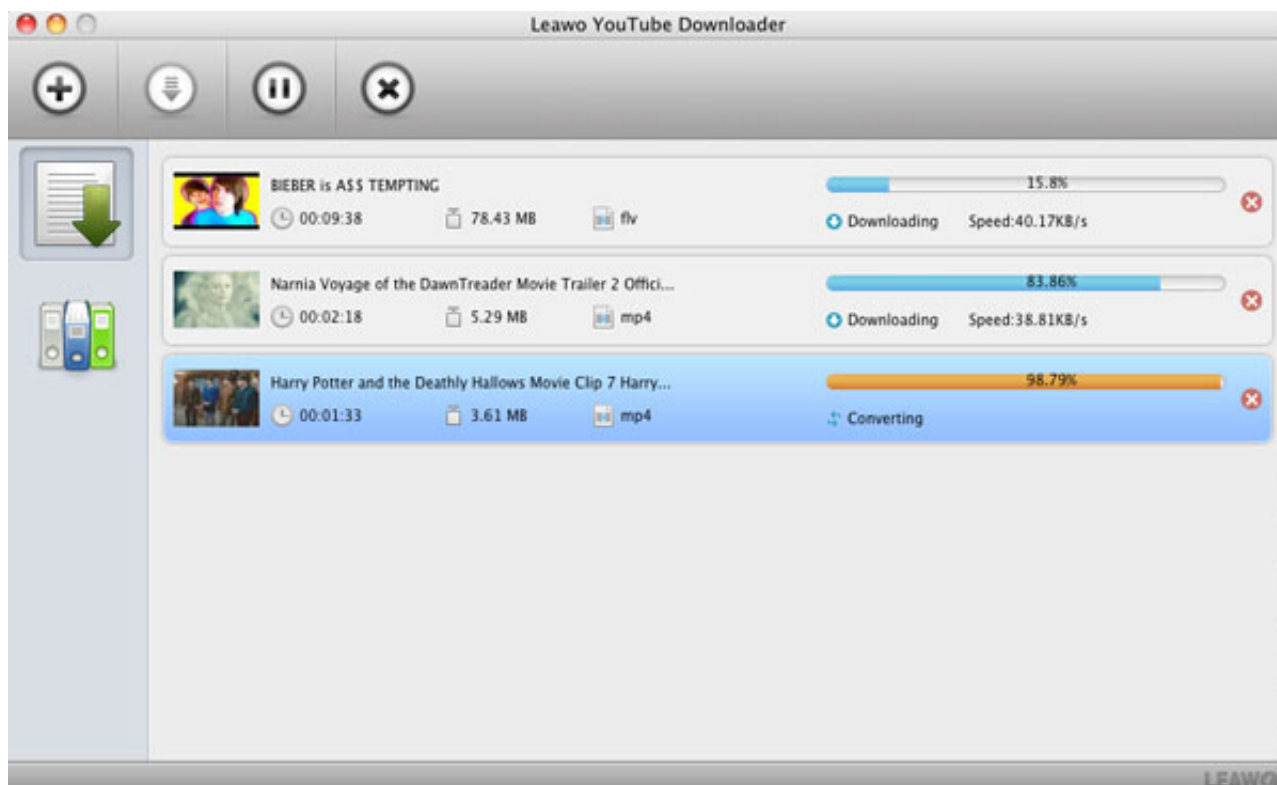 Leawo YouTube Downloader
BIEBER is A$$ TEMPTING
15.8%
00:09:38 78.43 MB flv
Downloading Speed:40.17KB/s
Narnia Voyage of the DawnTreader Movie Trailer 2 Offici...
83.86%
00:02:18 5.29 MB mp4
Downloading Speed:38.81KB/s
Harry Potter and the Deathly Hallows Movie Clip 7 Harry...
98.79%
00:01:33 3.61 MB mp4
Converting
LEAWO